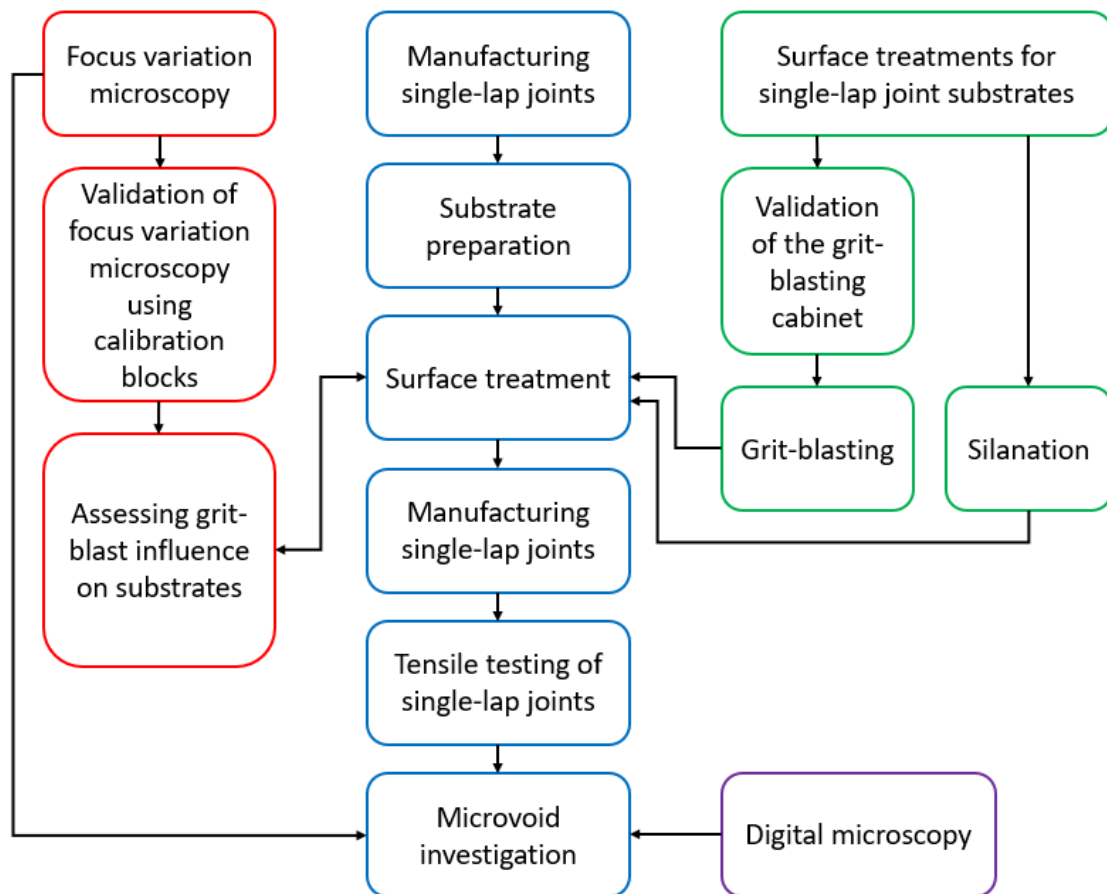 Focus variation
microscopy
Manufacturing
single-lap joints
Surface treatments for
single-lap joint substrates
Validation of
focus variation
microscopy
using
calibration
blocks
Substrate
preparation
Validation
of the grit-
blasting
cabinet
Surface treatment
Grit-blasting
Silanation
Assessing grit-
blast influence
on substrates
Manufacturing
single-lap joints
Tensile testing of
single-lap joints
Microvoid
investigation
Digital microscopy